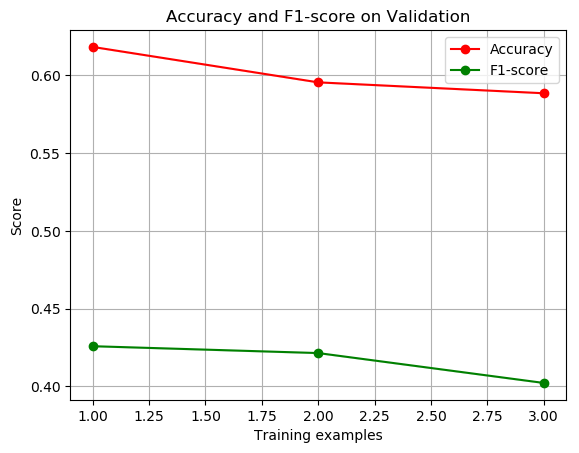 Accuracy and F1-score on Validation
Accuracy
F1-score
0.60
0.55
0.50
0.45
0.40
Score
1.00 1.25 1.50 1.75 2.00 2.25 2.50 2.75 3.00
Training examples